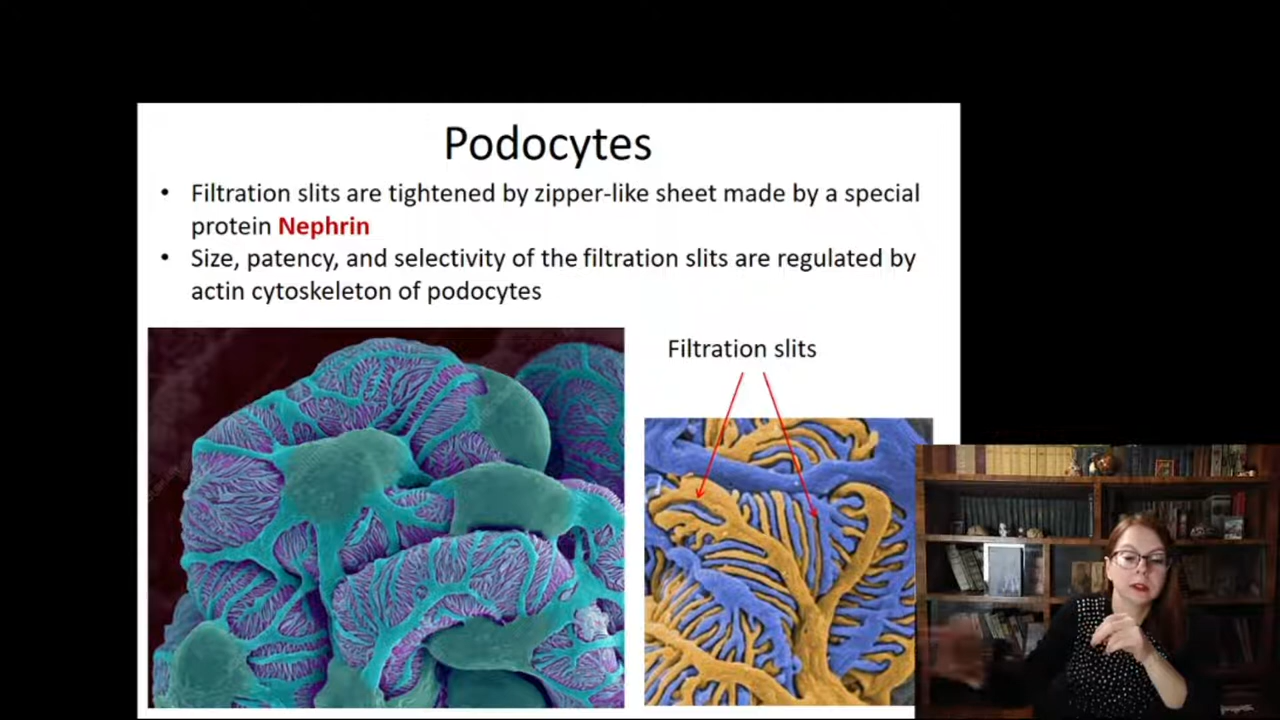 Podocytes
• Filtration slits are tightened by zipper-like sheet made by a special
protein Nephrin
• Size, patency, and selectivity of the filtration slits are regulated by
actin cytoskeleton of podocytes
Filtration slits